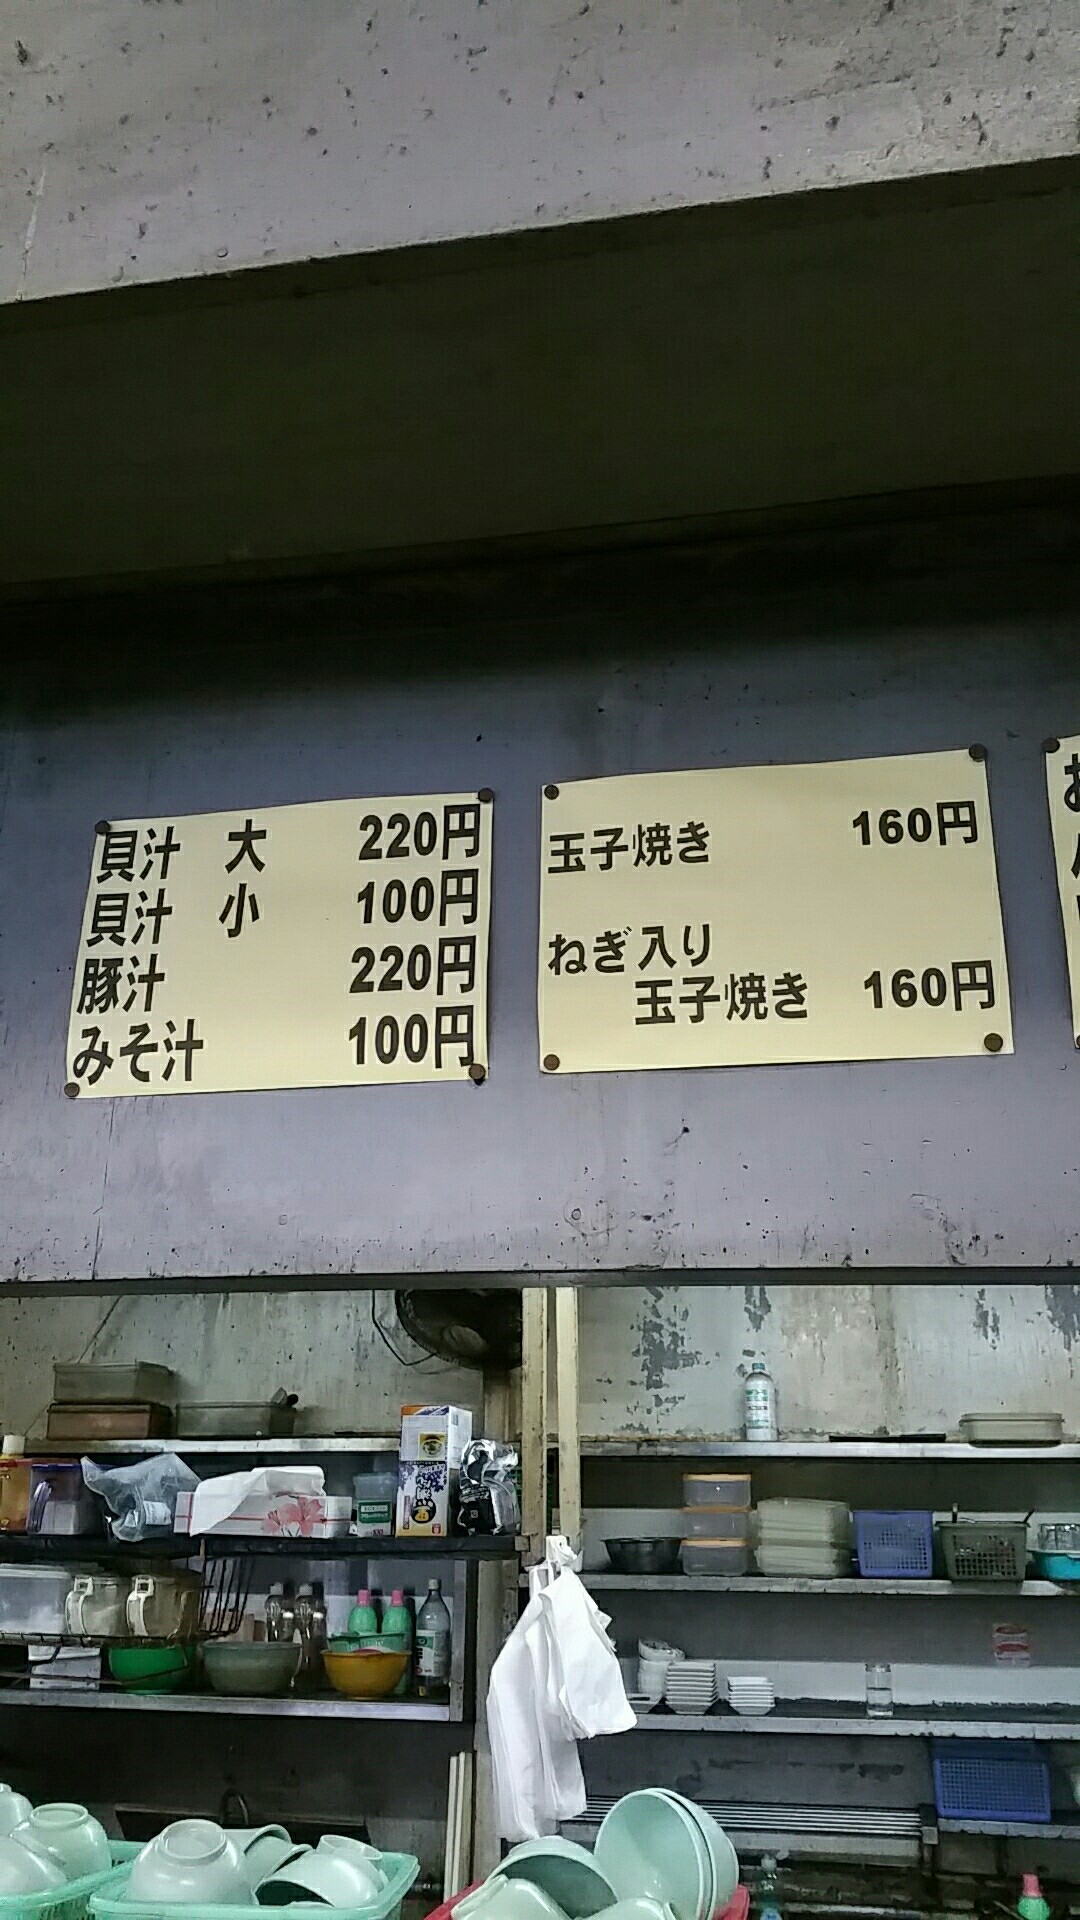 貝汁 大 220円
貝汁 小 100円
豚汁 220円
みそ汁 100円
玉子焼き 160円
ねぎ入り
玉子焼き 160円
お